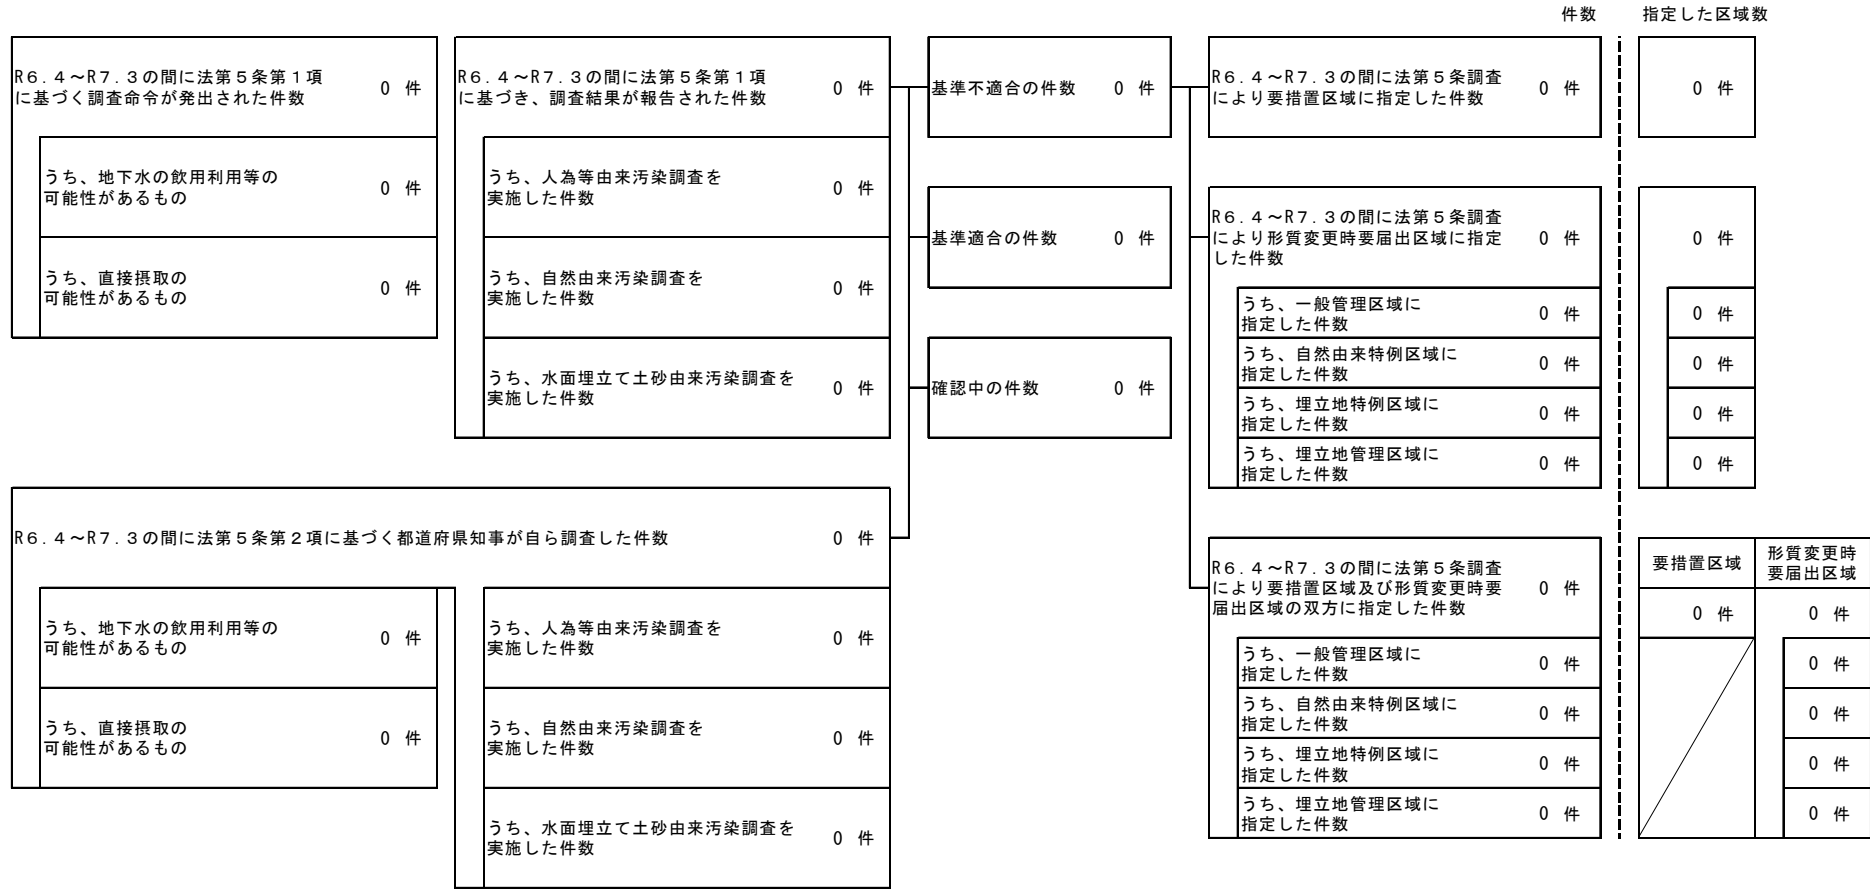 件数
指定した区域数
R６.４～R７.３の間に法第５条第１項
に基づく調査命令が発出された件数
0 件
うち、地下水の飲用利用等の
可能性があるもの
0 件
うち、直接摂取の
可能性があるもの
0 件
R６.４～R７.３の間に法第５条第１項
に基づき、調査結果が報告された件数
0 件
うち、人為等由来汚染調査を
実施した件数
0 件
うち、自然由来汚染調査を
実施した件数
0 件
うち、水面埋立て土砂由来汚染調査を
実施した件数
0 件
R６.４～R７.３の間に法第５条第２項に基づく都道府県知事が自ら調査した件数
0 件
うち、地下水の飲用利用等の
可能性があるもの
0 件
うち、直接摂取の
可能性があるもの
0 件
うち、人為等由来汚染調査を
実施した件数
0 件
うち、自然由来汚染調査を
実施した件数
0 件
うち、水面埋立て土砂由来汚染調査を
実施した件数
0 件
基準不適合の件数
0 件
基準適合の件数
0 件
確認中の件数
0 件
R６.４～R７.３の間に法第５条調査
により要措置区域に指定した件数
0 件
0 件
R６.４～R７.３の間に法第５条調査
により形質変更時要届出区域に指定
した件数
0 件
0 件
うち、一般管理区域に
指定した件数
0 件
0 件
うち、自然由来特例区域に
指定した件数
0 件
0 件
うち、埋立地特例区域に
指定した件数
0 件
0 件
うち、埋立地管理区域に
指定した件数
0 件
0 件
R６.４～R７.３の間に法第５条調査
により要措置区域及び形質変更時要
届出区域の双方に指定した件数
0 件
要措置区域
形質変更時
要届出区域
0 件
0 件
うち、一般管理区域に
指定した件数
0 件
0 件
うち、自然由来特例区域に
指定した件数
0 件
0 件
うち、埋立地特例区域に
指定した件数
0 件
0 件
うち、埋立地管理区域に
指定した件数
0 件
0 件